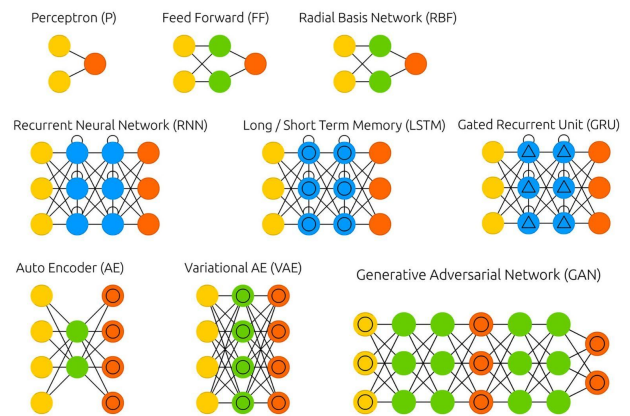 Perceptron (P)
Feed Forward (FF)
Radial Basis Network (RBF)
Recurrent Neural Network (RNN)
Long / Short Term Memory (LSTM)
Gated Recurrent Unit (GRU)
Auto Encoder (AE)
Variational AE (VAE)
Generative Adversarial Network (GAN)